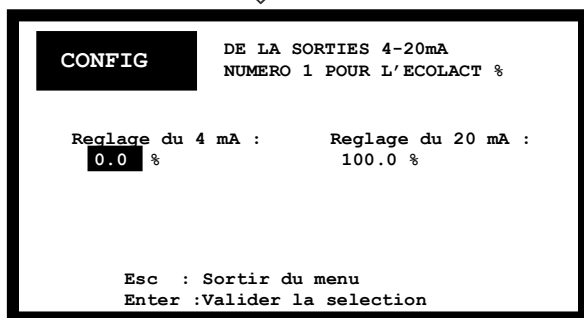 CONFIG
DE LA SORTIES 4-20mA
NUMERO 1 POUR L'ECOLACT %
Reglage du 4 mA :
0.0 %
Reglage du 20 mA :
100.0 %
Esc : Sortir du menu
Enter :Valider la selection